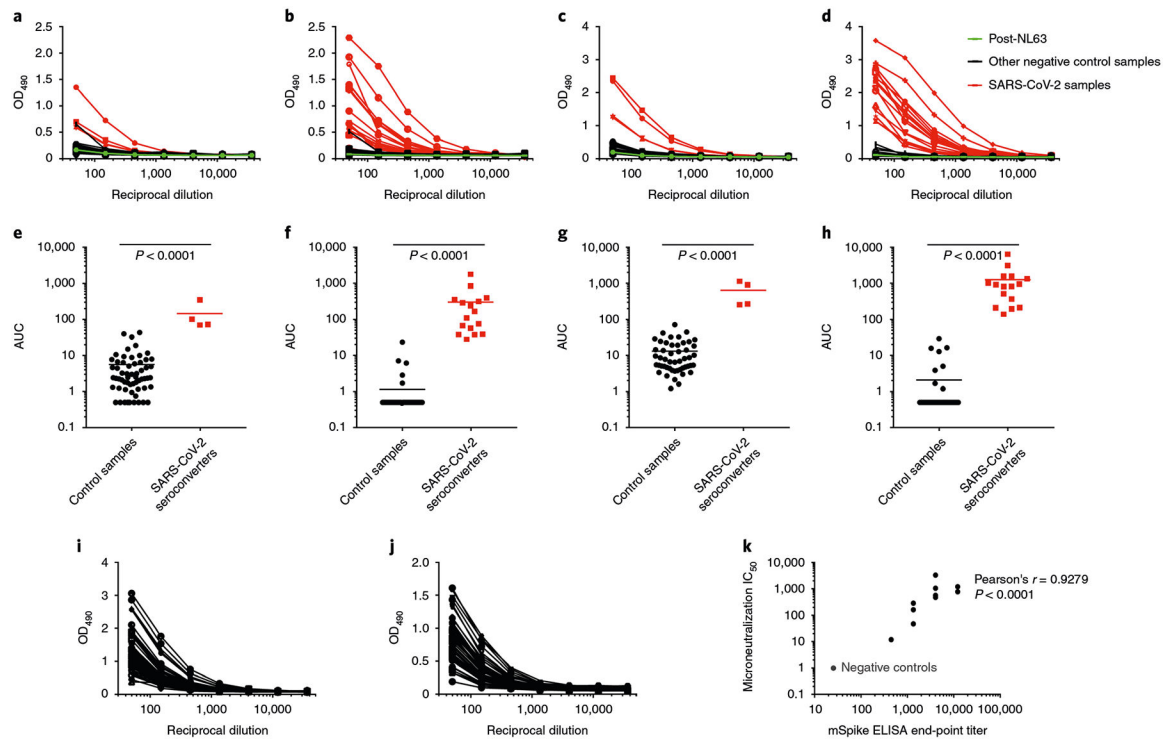 a
b
c
d
2.5
2.0
1.5
1.0
0.5
0
OD490
100
1,000
10,000
Reciprocal dilution
2.5
2.0
1.5
1.0
0.5
0
OD490
100
1,000
10,000
Reciprocal dilution
4
3
2
1
0
OD490
100
1,000
10,000
Reciprocal dilution
4
3
2
1
0
OD490
100
1,000
10,000
Reciprocal dilution
Post-NL63
Other negative control samples
SARS-CoV-2 samples
e
f
g
h
10,000
1,000
100
10
1
0.1
AUC
P < 0.0001
Control samples
SARS-CoV-2
seroconverters
10,000
1,000
100
10
1
0.1
AUC
P < 0.0001
Control samples
SARS-CoV-2
seroconverters
10,000
1,000
100
10
1
0.1
AUC
P < 0.0001
Control samples
SARS-CoV-2
seroconverters
10,000
1,000
100
10
1
0.1
AUC
P < 0.0001
Control samples
SARS-CoV-2
seroconverters
i
j
k
4
3
2
1
0
OD490
100
1,000
10,000
Reciprocal dilution
2.0
1.5
1.0
0.5
0
OD490
100
1,000
10,000
Reciprocal dilution
10,000
1,000
100
10
1
0.1
Microneutralization IC50
Pearson's r = 0.9279
P < 0.0001
Negative controls
10
100
1,000
10,000
100,000
mSpike ELISA end-point titer